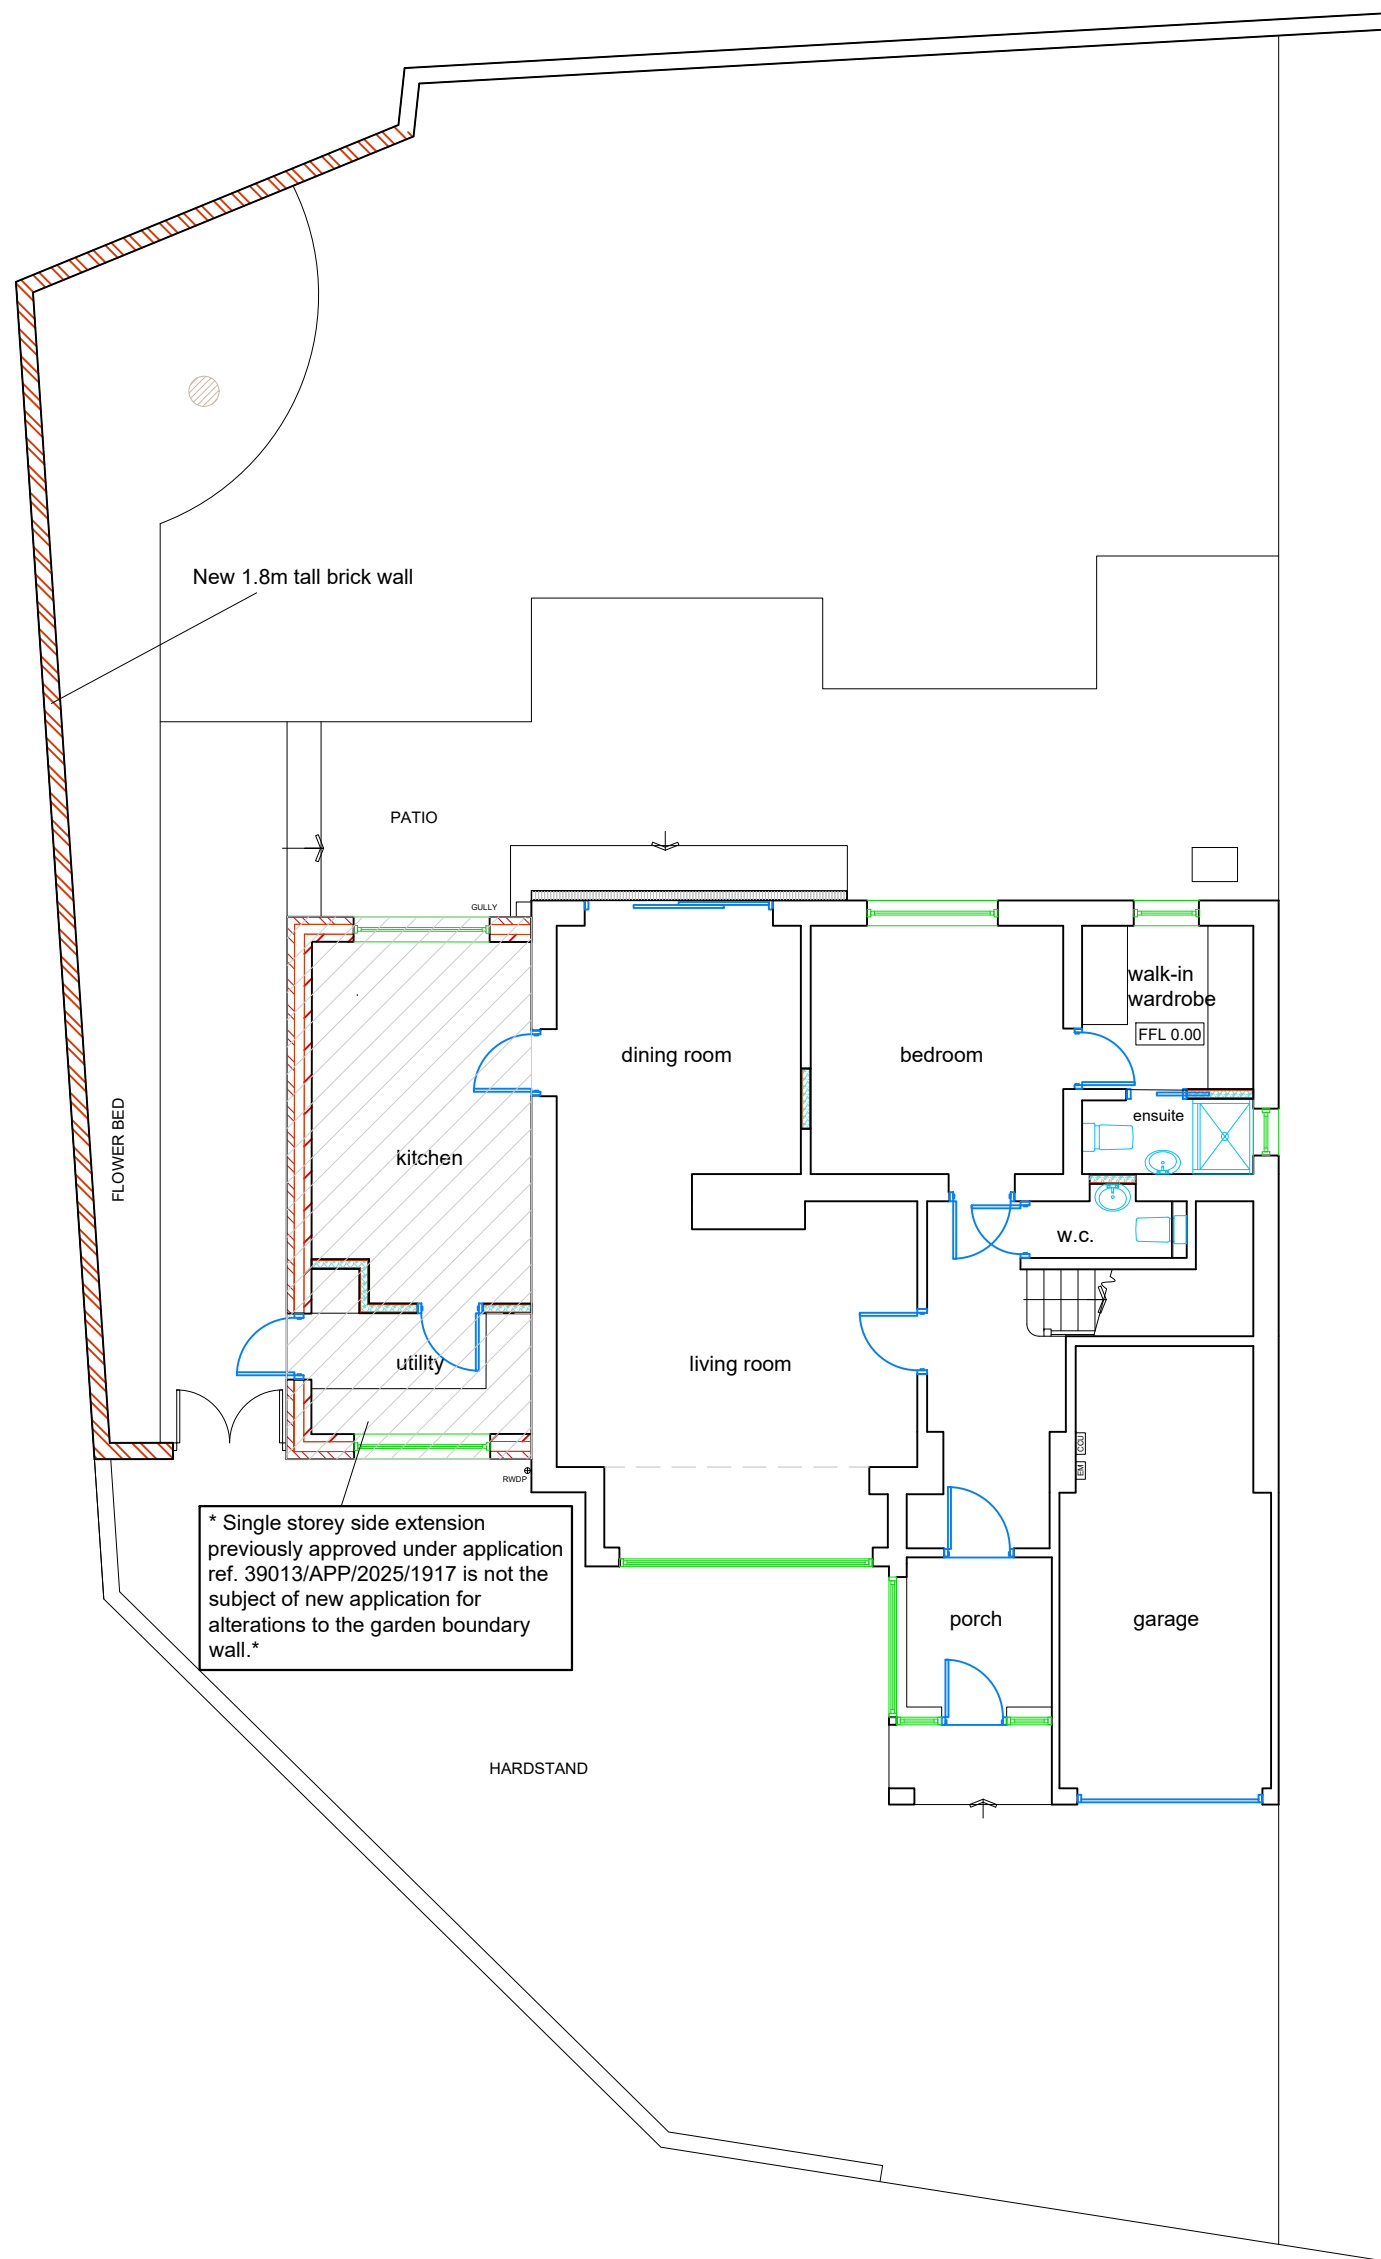 New 1.8m tall brick wall
PATIO
GULLY
walk-in
wardrobe
FFL 0.00
dining room
bedroom
ensuite
FLOWER BED
kitchen
w.c.
utility
living room
COU
EM
RWDP
* Single storey side extension
previously approved under application
ref. 39013/APP/2025/1917 is not the
subject of new application for
alterations to the garden boundary
wall.*
porch
garage
HARDSTAND